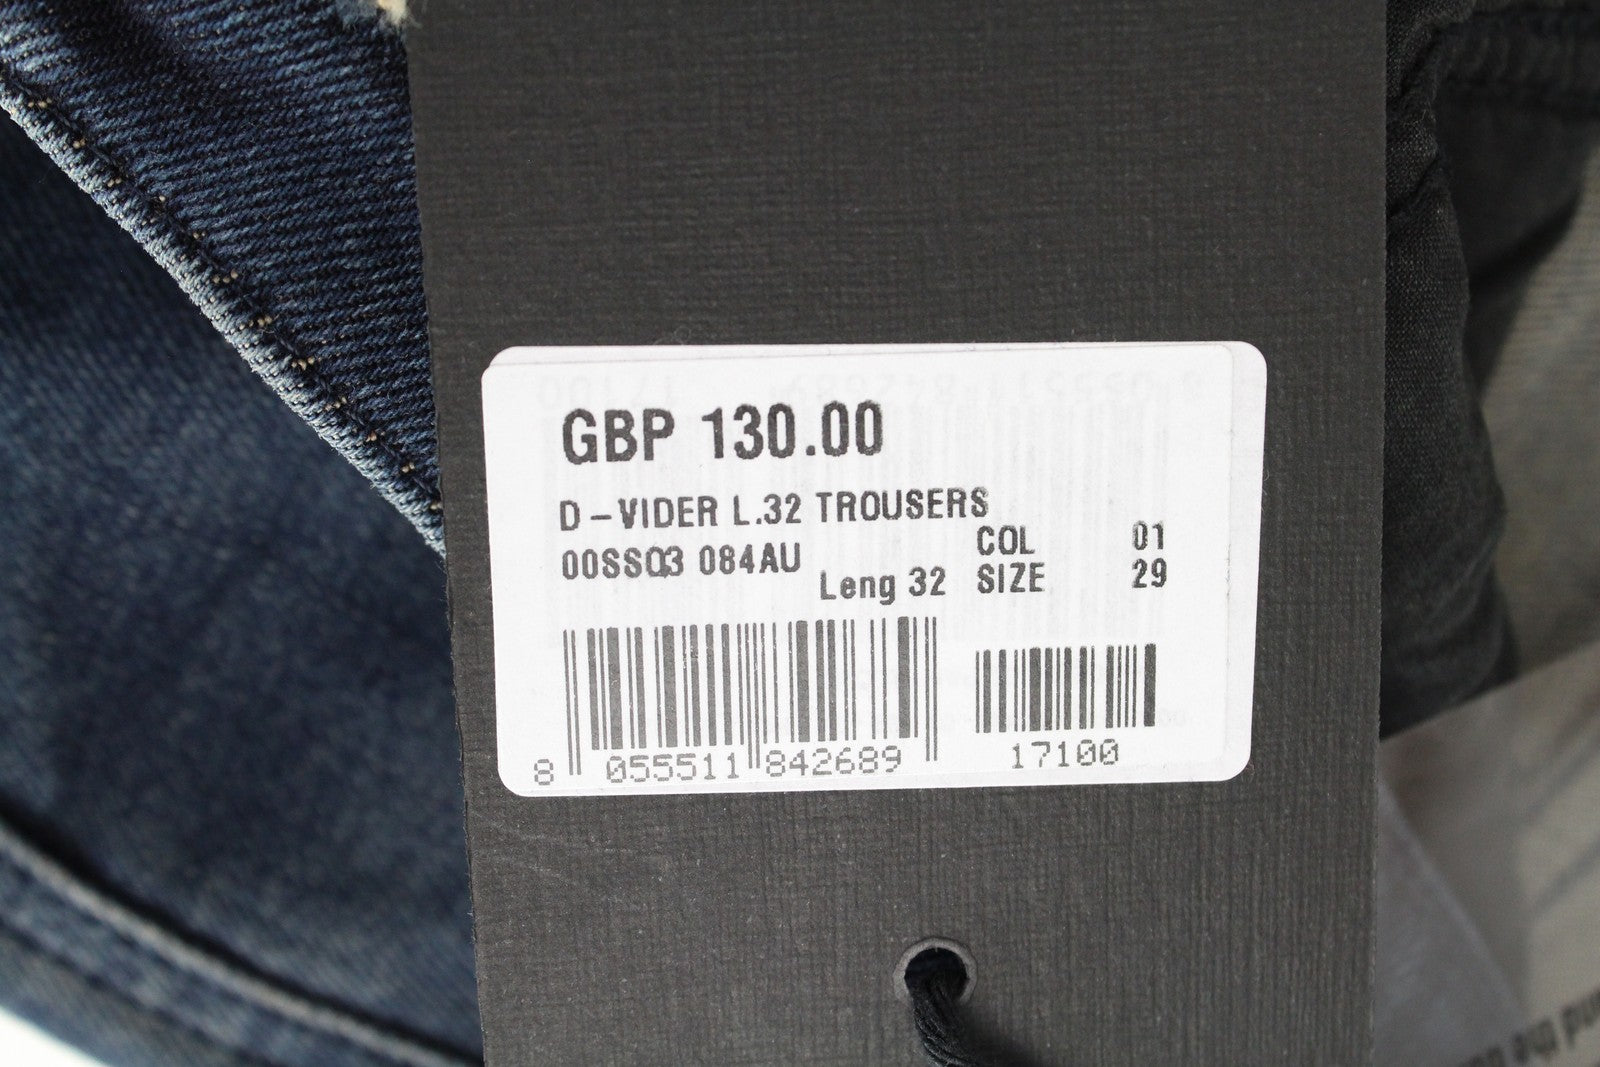 GBP 130.00
D-VIDER L.32 TROUSERS
00SSQ3 084AU
Leng 32
COL 01
SIZE 29
8 055511 842689
17100